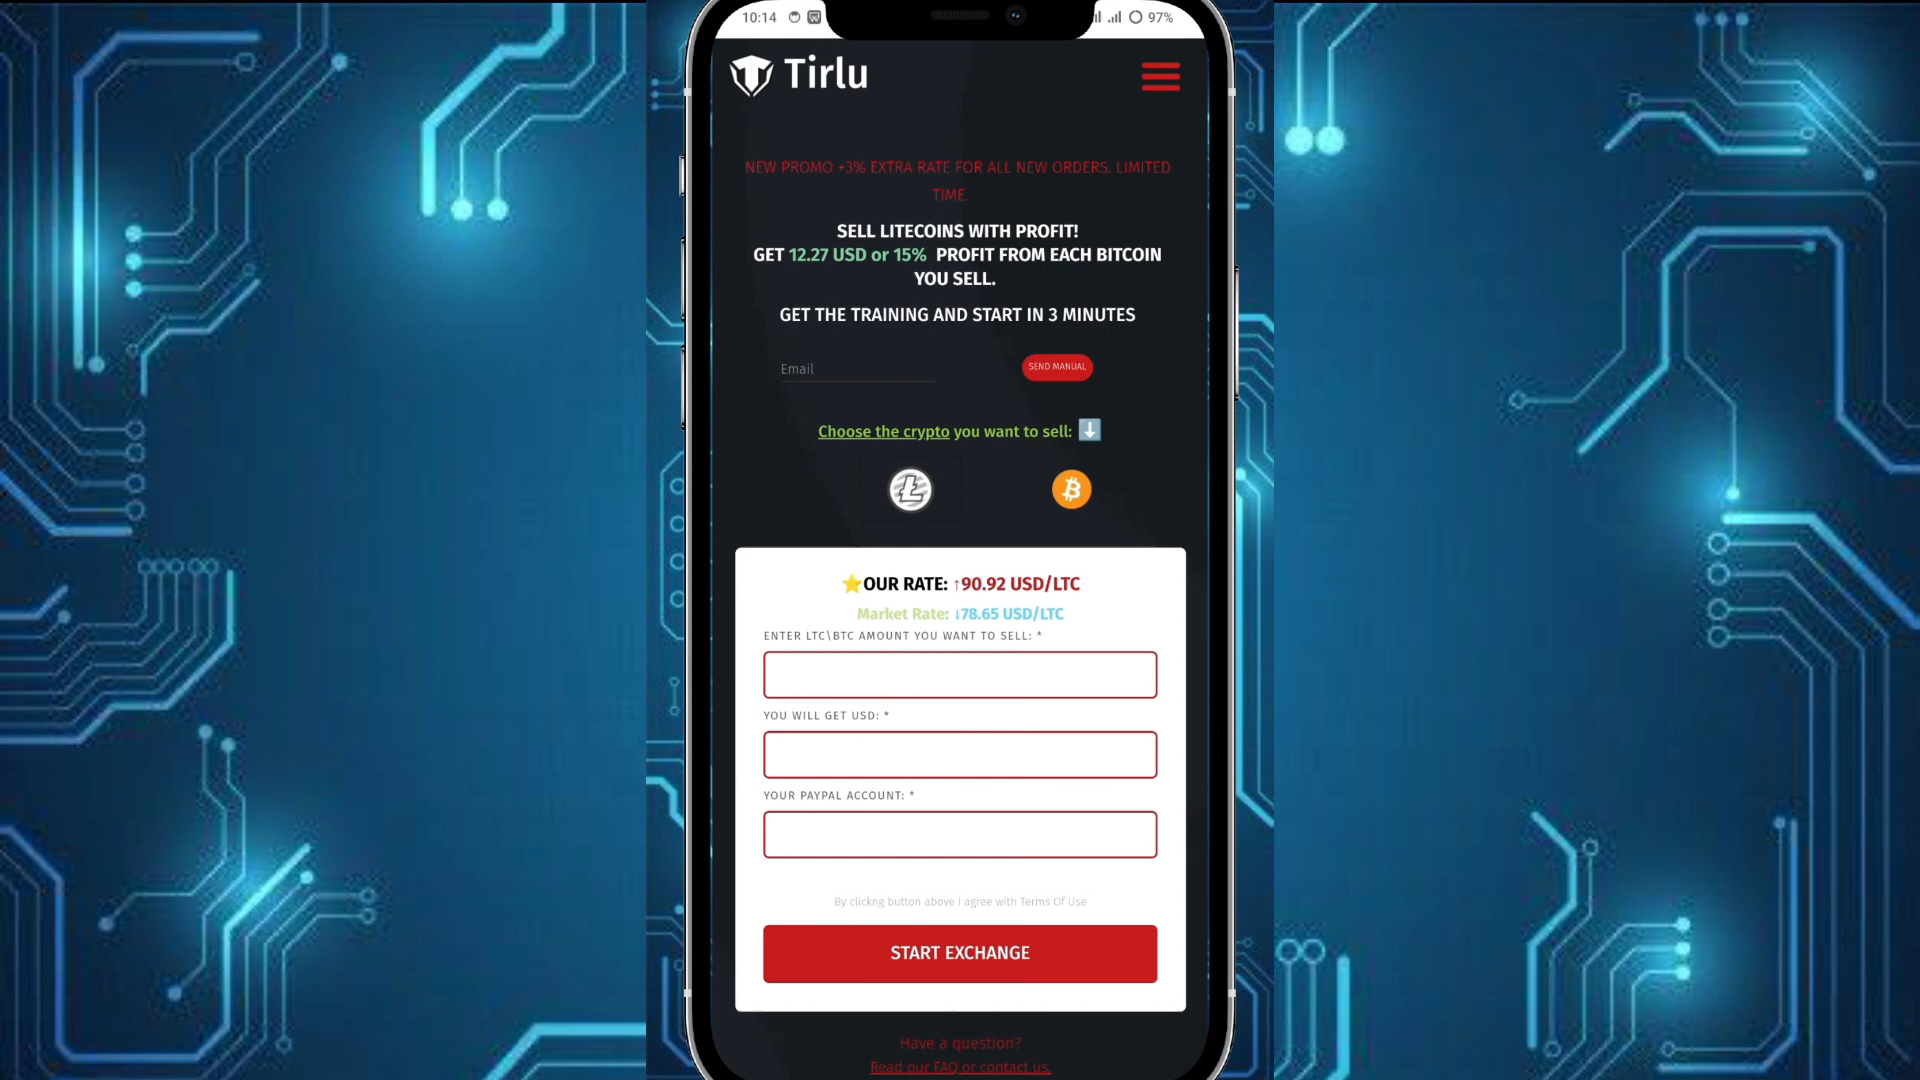 10:14
97%
Tirlu
NEW PROMO +3% EXTRA RATE FOR ALL NEW ORDERS. LIMITED
TIME.
SELL LITECOINS WITH PROFIT!
GET 12.27 USD or 15% PROFIT FROM EACH BITCOIN
YOU SELL.
GET THE TRAINING AND START IN 3 MINUTES
Email
SEND MANUAL
Choose the crypto you want to sell: ⬇️
⭐OUR RATE: ↑90.92 USD/LTC
Market Rate: ↓78.65 USD/LTC
ENTER LTC\BTC AMOUNT YOU WANT TO SELL: *
YOU WILL GET USD: *
YOUR PAYPAL ACCOUNT: *
By clickng button above I agree with Terms Of Use
START EXCHANGE
Have a question?
Read our FAQ or contact us.